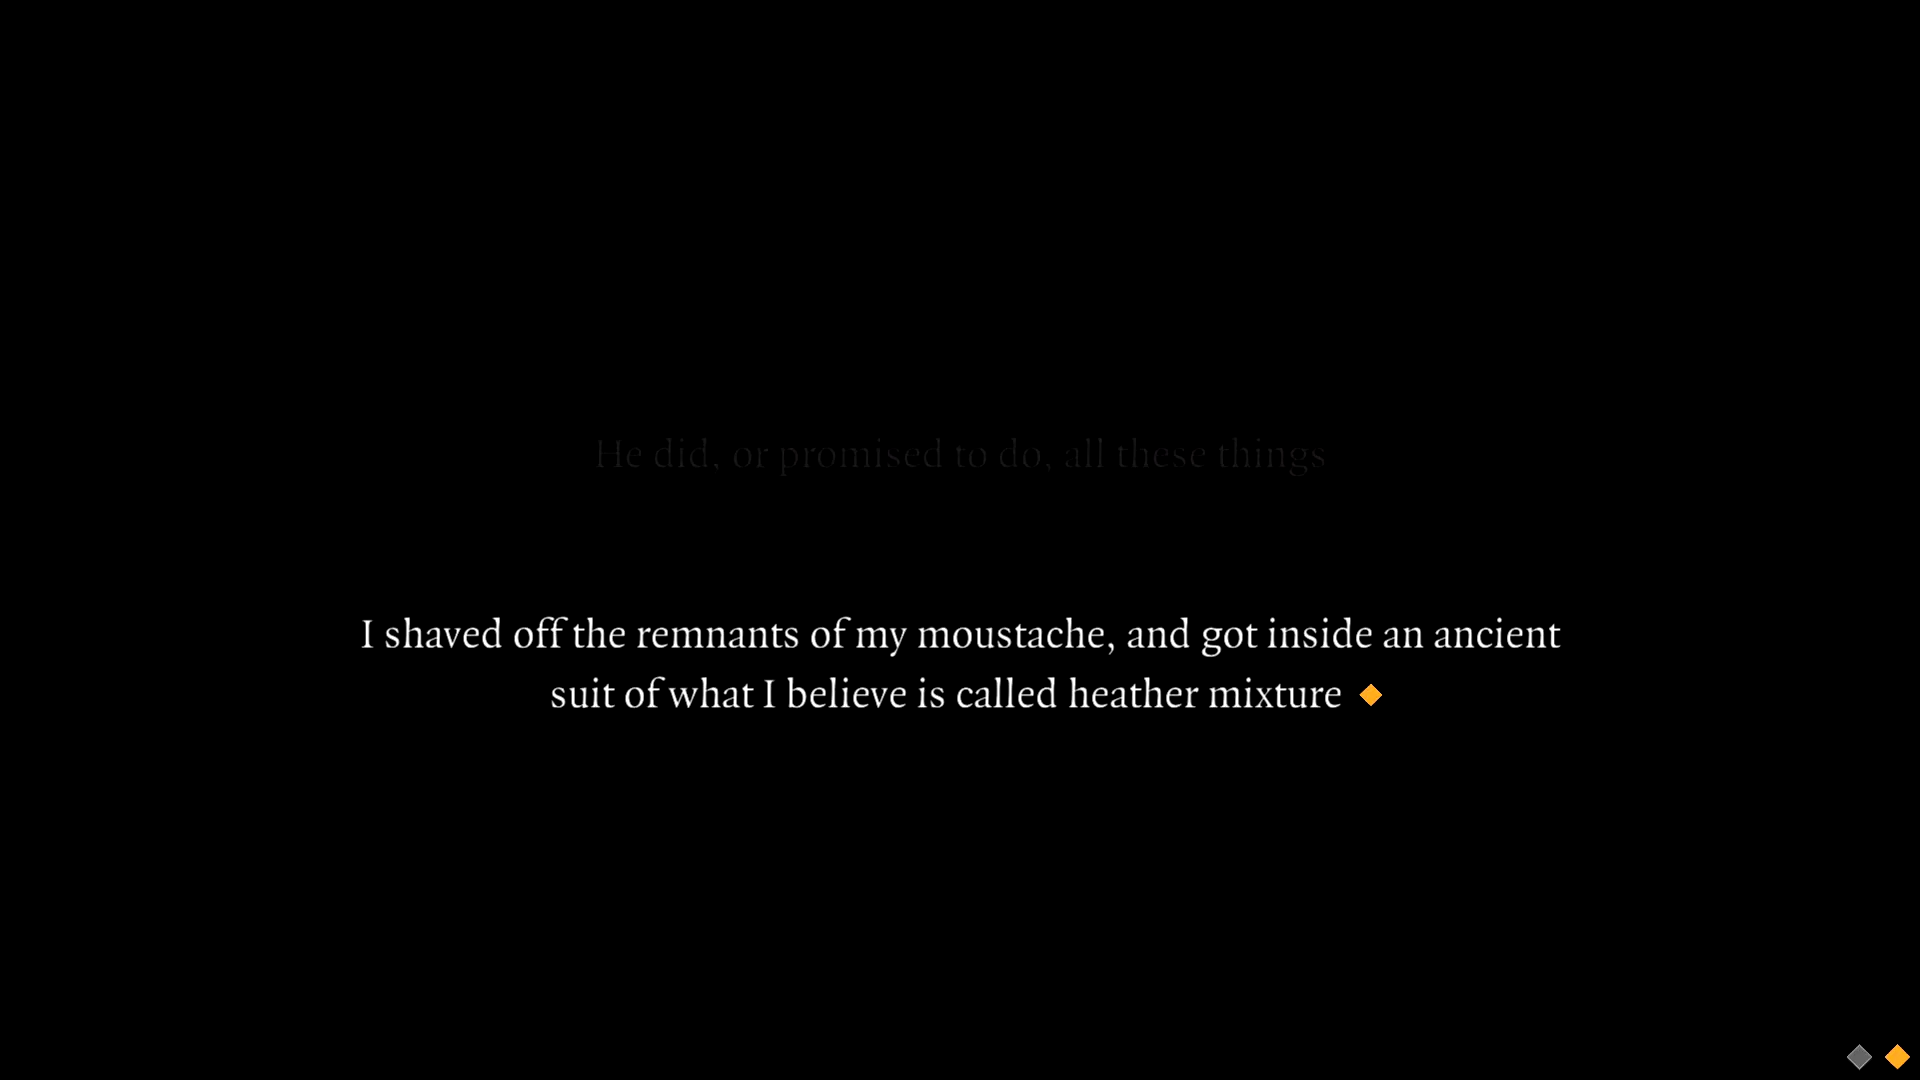 He did, or promised to do, all these things
I shaved off the remnants of my moustache, and got inside an ancient
suit of what I believe is called heather mixture